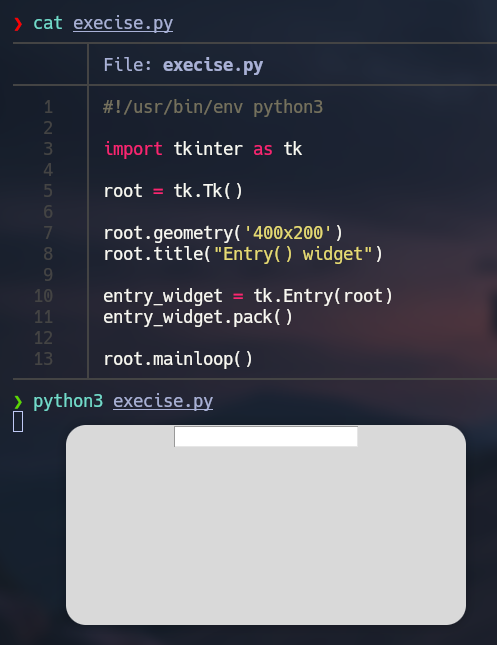 ❯ cat execise.py
File: execise.py
1 #!/usr/bin/env python3
2
3 import tkinter as tk
4
5 root = tk.Tk()
6
7 root.geometry('400x200')
8 root.title("Entry() widget")
9
10 entry_widget = tk.Entry(root)
11 entry_widget.pack()
12
13 root.mainloop()
❯ python3 execise.py